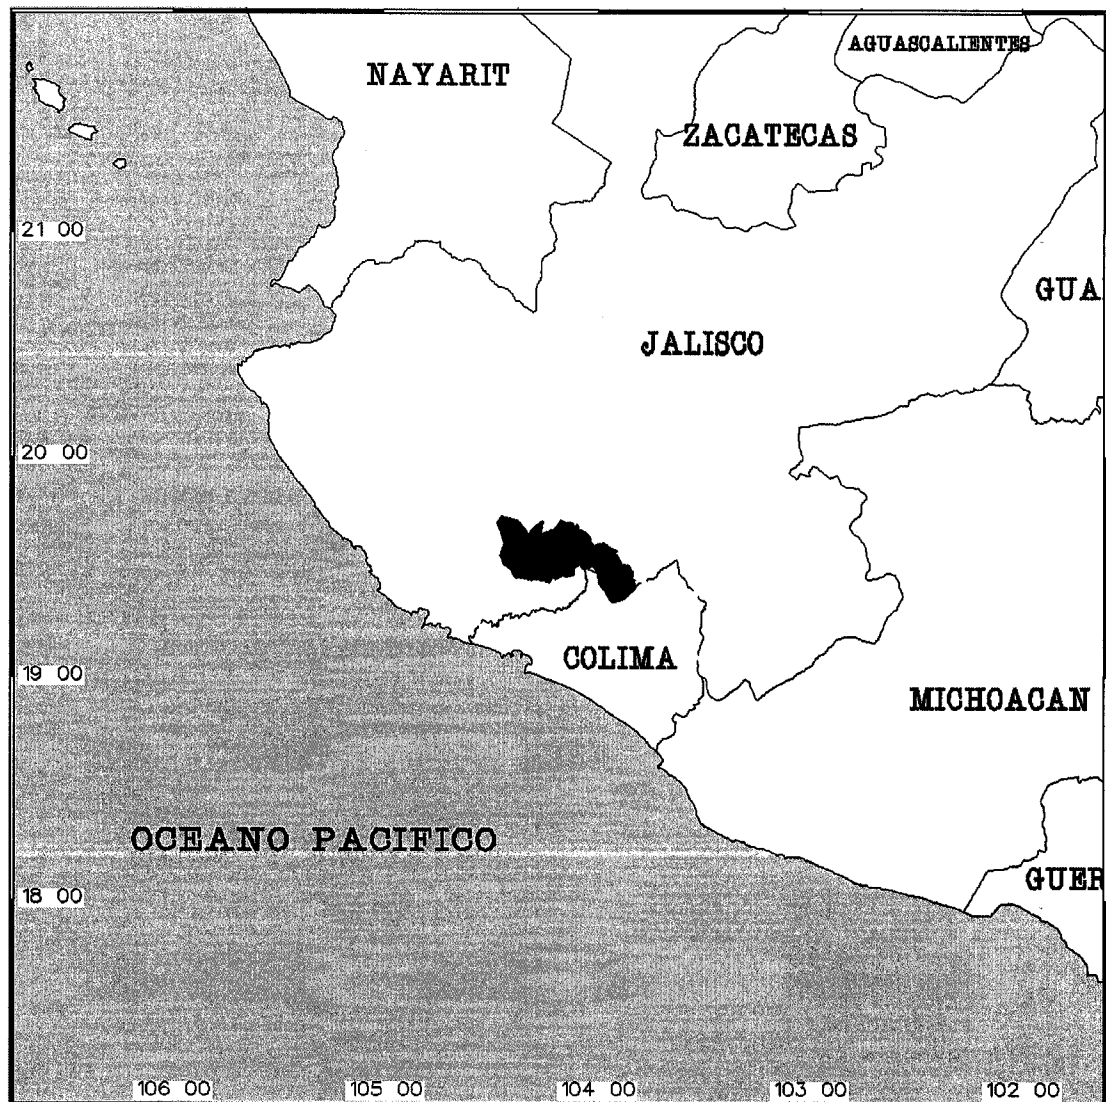 AGUASCALIENTES
NAYARIT
ZACATECAS
21 00
GUA
JALISCO
20 00
COLIMA
19 00
MICHOACAN
OCEANO PACIFICO
GUER
18 00
106 00 105 00 104 00 103 00 102 00